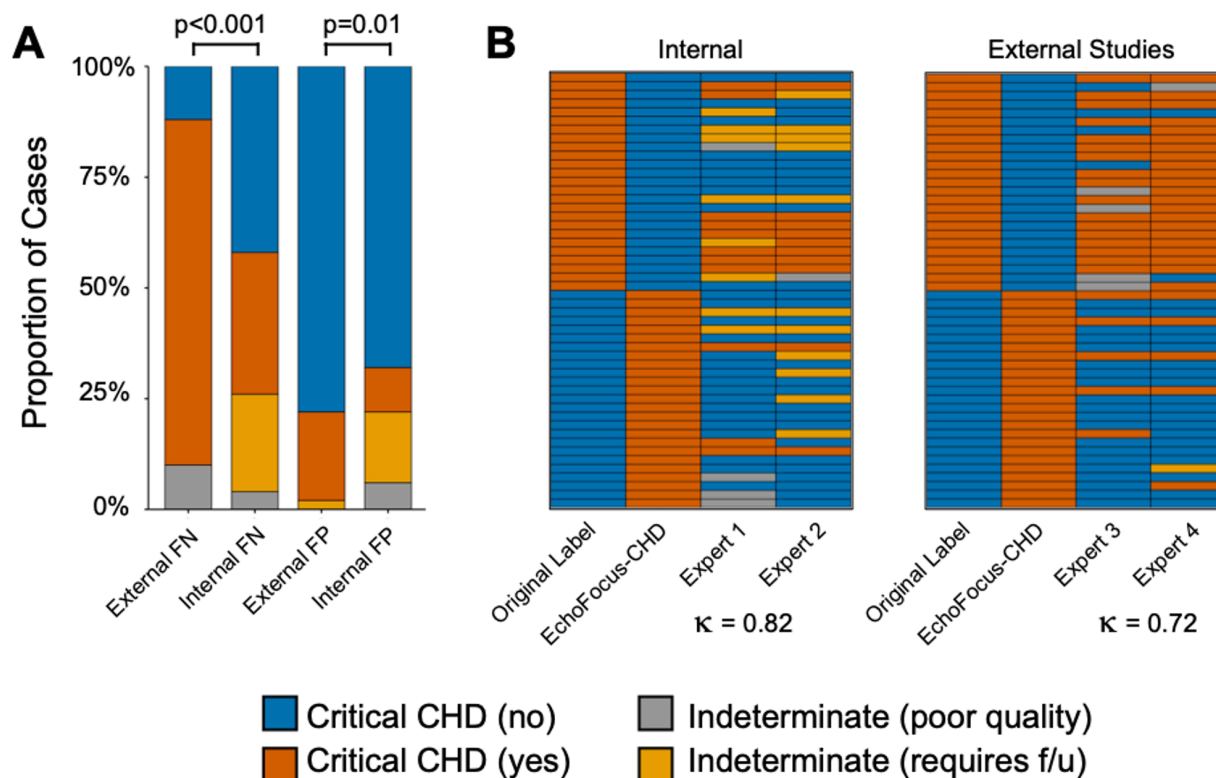 A
p<0.001
p=0.01
100%
75%
50%
25%
0%
Proportion of Cases
External FN
Internal FN
External FP
Internal FP
B
Internal
External Studies
Original Label
EchoFocus-CHD
Expert 1
Expert 2
κ = 0.82
Original Label
EchoFocus-CHD
Expert 3
Expert 4
κ = 0.72
Critical CHD (no)
Indeterminate (poor quality)
Critical CHD (yes)
Indeterminate (requires f/u)